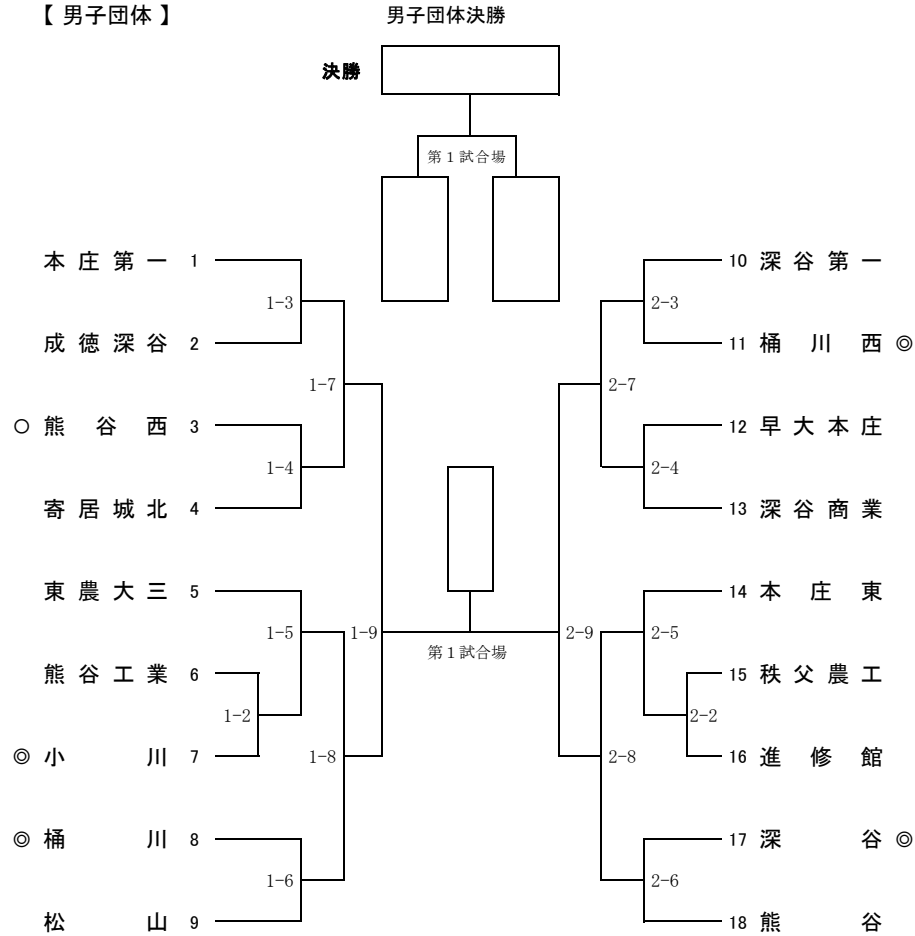 【 男子団体 】
男子団体決勝
決勝
第１試合場
本庄第一 1
10 深谷第一
1-3
2-3
成徳深谷 2
11 桶川西 ◎
1-7
2-7
○ 熊谷西 3
12 早大本庄
1-4
2-4
寄居城北 4
13 深谷商業
東農大三 5
14 本庄東
1-5
1-9
2-9
2-5
第１試合場
熊谷工業 6
15 秩父農工
1-2
2-2
◎ 小川 7
1-8
2-8
16 進修館
◎ 桶川 8
17 深谷 ◎
1-6
2-6
松山 9
18 熊谷